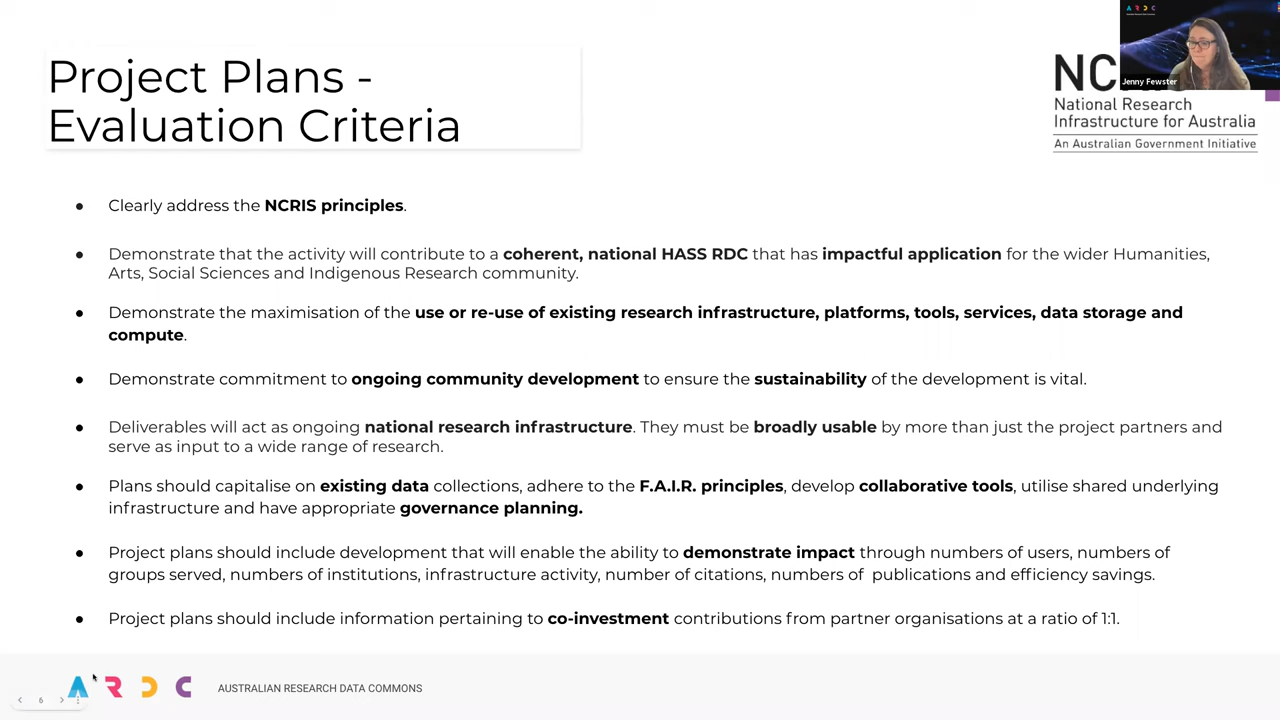 A R D C
Jenny Fewster
Project Plans -
Evaluation Criteria
NC
National Research
Infrastructure for Australia
An Australian Government Initiative
● Clearly address the NCRIS principles.
● Demonstrate that the activity will contribute to a coherent, national HASS RDC that has impactful application for the wider Humanities,
Arts, Social Sciences and Indigenous Research community.
● Demonstrate the maximisation of the use or re-use of existing research infrastructure, platforms, tools, services, data storage and
compute.
● Demonstrate commitment to ongoing community development to ensure the sustainability of the development is vital.
● Deliverables will act as ongoing national research infrastructure. They must be broadly usable by more than just the project partners and
serve as input to a wide range of research.
● Plans should capitalise on existing data collections, adhere to the F.A.I.R. principles, develop collaborative tools, utilise shared underlying
infrastructure and have appropriate governance planning.
● Project plans should include development that will enable the ability to demonstrate impact through numbers of users, numbers of
groups served, numbers of institutions, infrastructure activity, number of citations, numbers of  publications and efficiency savings.
● Project plans should include information pertaining to co-investment contributions from partner organisations at a ratio of 1:1.
A R D C
AUSTRALIAN RESEARCH DATA COMMONS
6